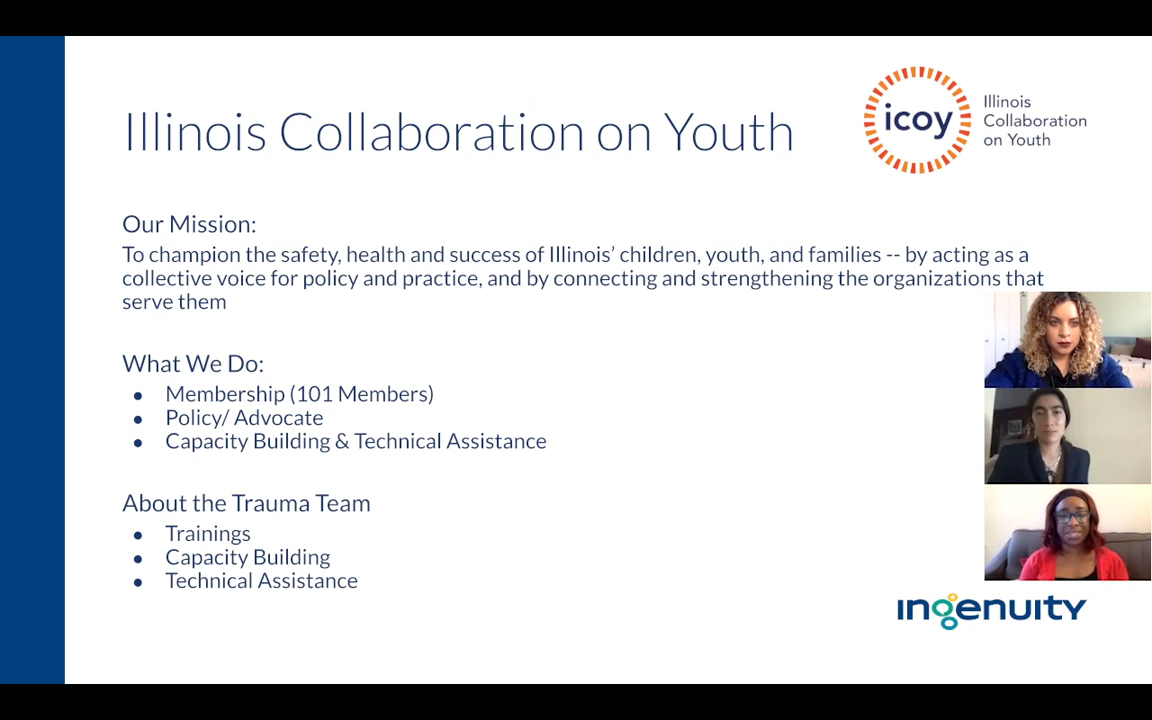 Illinois Collaboration on Youth
icoy
Illinois
Collaboration
on Youth
Our Mission:
To champion the safety, health and success of Illinois’ children, youth, and families -- by acting as a
collective voice for policy and practice, and by connecting and strengthening the organizations that
serve them
What We Do:
● Membership (101 Members)
● Policy/ Advocate
● Capacity Building & Technical Assistance
About the Trauma Team
● Trainings
● Capacity Building
● Technical Assistance
ingenuity